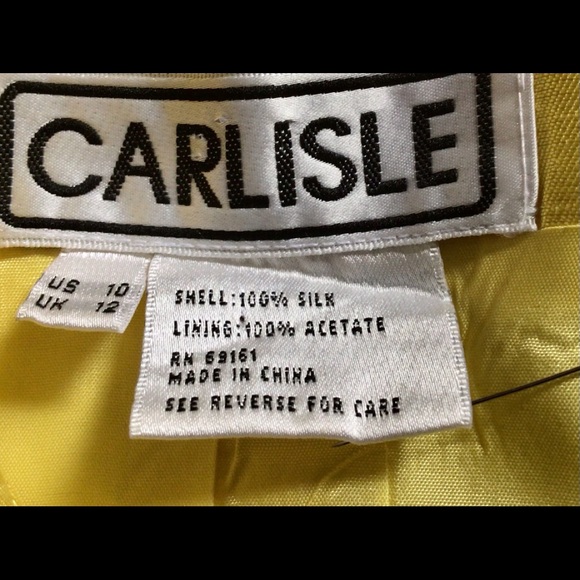 CARLISLE
US 10
UK 12
SHELL:100% SILK
LINING:100% ACETATE
RN 69161
MADE IN CHINA
SEE REVERSE FOR CARE